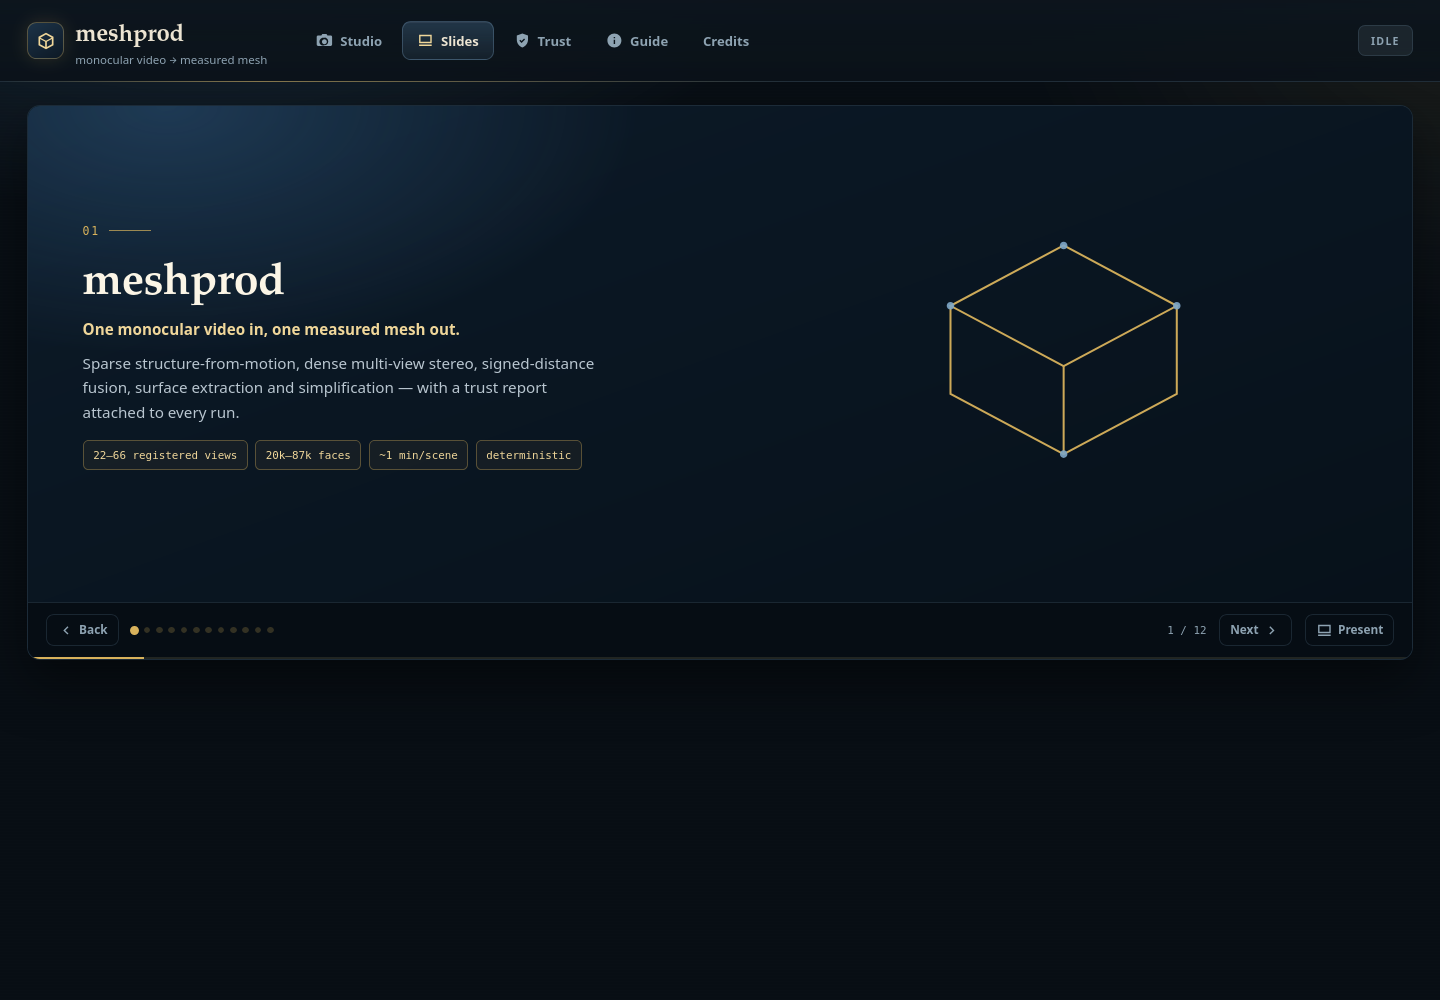 meshprod
monocular video → measured mesh
Studio
Slides
Trust
Guide
Credits
IDLE
01
meshprod
One monocular video in, one measured mesh out.
Sparse structure-from-motion, dense multi-view stereo, signed-distance
fusion, surface extraction and simplification — with a trust report
attached to every run.
22–66 registered views
20k–87k faces
~1 min/scene
deterministic
Back
1 / 12
Next
Present